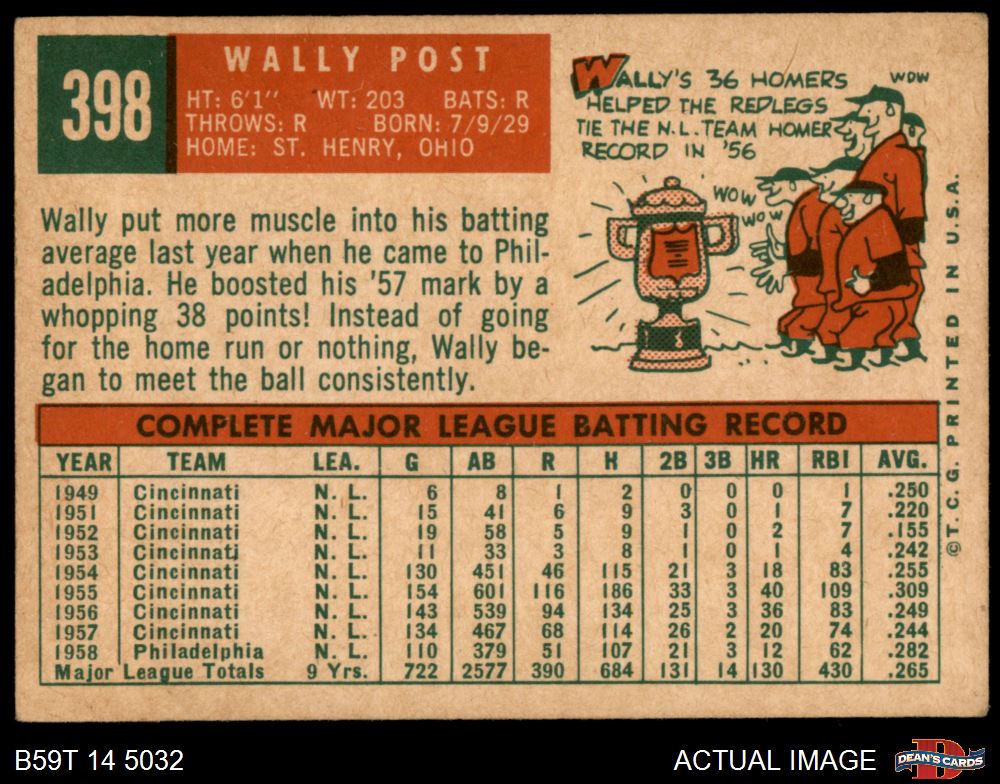 398
WALLY POST
HT: 6'1" WT: 203 BATS: R
THROWS: R BORN: 7/9/29
HOME: ST. HENRY, OHIO
WALLY'S 36 HOMERS
HELPED THE REDLEGS
TIE THE N.L. TEAM HOMER
RECORD IN '56
WOW
WOW
WOW
Wally put more muscle into his batting
average last year when he came to Phil-
adelphia. He boosted his '57 mark by a
whopping 38 points! Instead of going
for the home run or nothing, Wally be-
gan to meet the ball consistently.
COMPLETE MAJOR LEAGUE BATTING RECORD
YEAR TEAM LEA. G AB R H 2B 3B HR RBI AVG.
1949 Cincinnati N. L. 6 8 1 2 0 0 0 1 .250
1951 Cincinnati N. L. 15 41 6 9 3 0 1 7 .220
1952 Cincinnati N. L. 19 58 5 9 1 0 2 7 .155
1953 Cincinnati N. L. 11 33 3 8 1 0 1 4 .242
1954 Cincinnati N. L. 130 451 46 115 21 3 18 83 .255
1955 Cincinnati N. L. 154 601 116 186 33 3 40 109 .309
1956 Cincinnati N. L. 143 539 94 134 25 3 36 83 .249
1957 Cincinnati N. L. 134 467 68 114 26 2 20 74 .244
1958 Philadelphia N. L. 110 379 51 107 21 3 12 62 .282
Major League Totals 9 Yrs. 722 2577 390 684 131 14 130 430 .265
©T.C.G. PRINTED IN U.S.A.
B59T 14 5032
ACTUAL IMAGE
DEAN'S CARDS